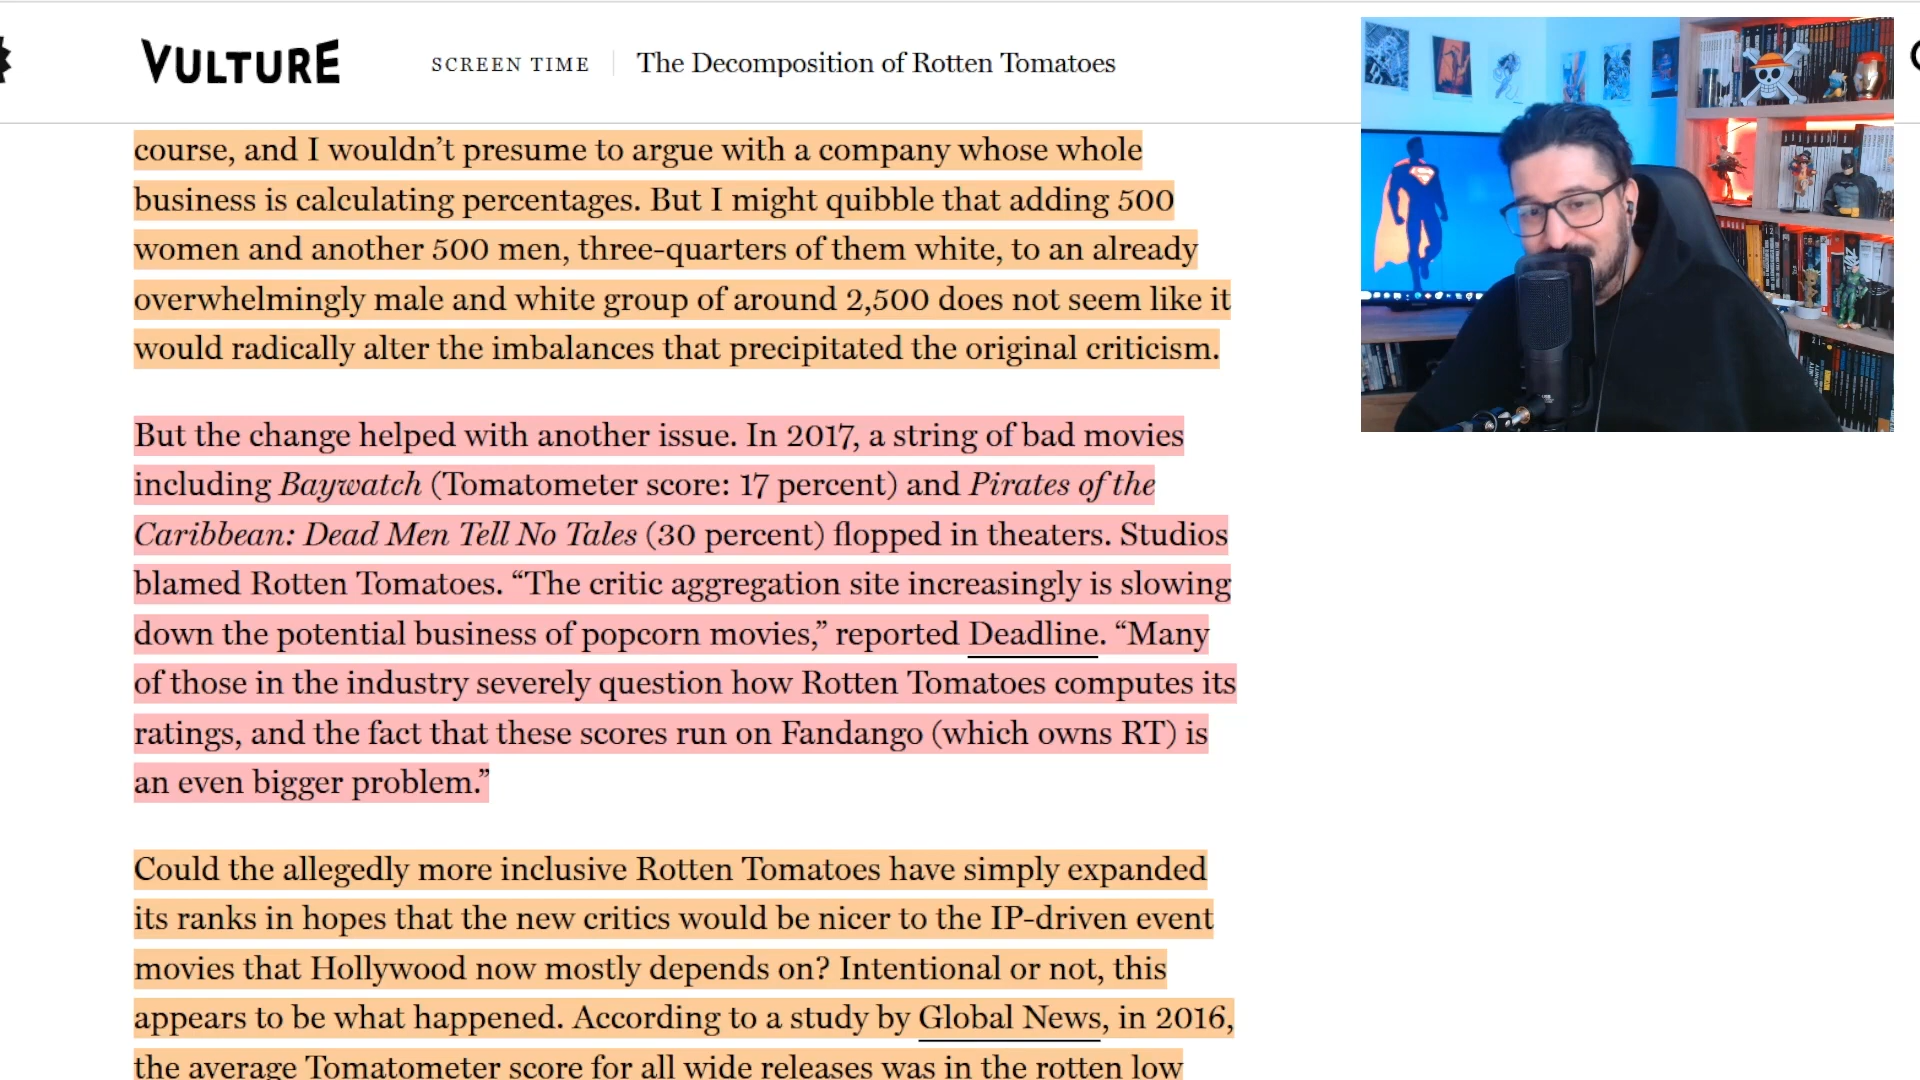 VULTURE
SCREEN TIME
The Decomposition of Rotten Tomatoes
course, and I wouldn’t presume to argue with a company whose whole
business is calculating percentages. But I might quibble that adding 500
women and another 500 men, three-quarters of them white, to an already
overwhelmingly male and white group of around 2,500 does not seem like it
would radically alter the imbalances that precipitated the original criticism.
But the change helped with another issue. In 2017, a string of bad movies
including Baywatch (Tomatometer score: 17 percent) and Pirates of the
Caribbean: Dead Men Tell No Tales (30 percent) flopped in theaters. Studios
blamed Rotten Tomatoes. “The critic aggregation site increasingly is slowing
down the potential business of popcorn movies,” reported Deadline. “Many
of those in the industry severely question how Rotten Tomatoes computes its
ratings, and the fact that these scores run on Fandango (which owns RT) is
an even bigger problem.”
Could the allegedly more inclusive Rotten Tomatoes have simply expanded
its ranks in hopes that the new critics would be nicer to the IP-driven event
movies that Hollywood now mostly depends on? Intentional or not, this
appears to be what happened. According to a study by Global News, in 2016,
the average Tomatometer score for all wide releases was in the rotten low